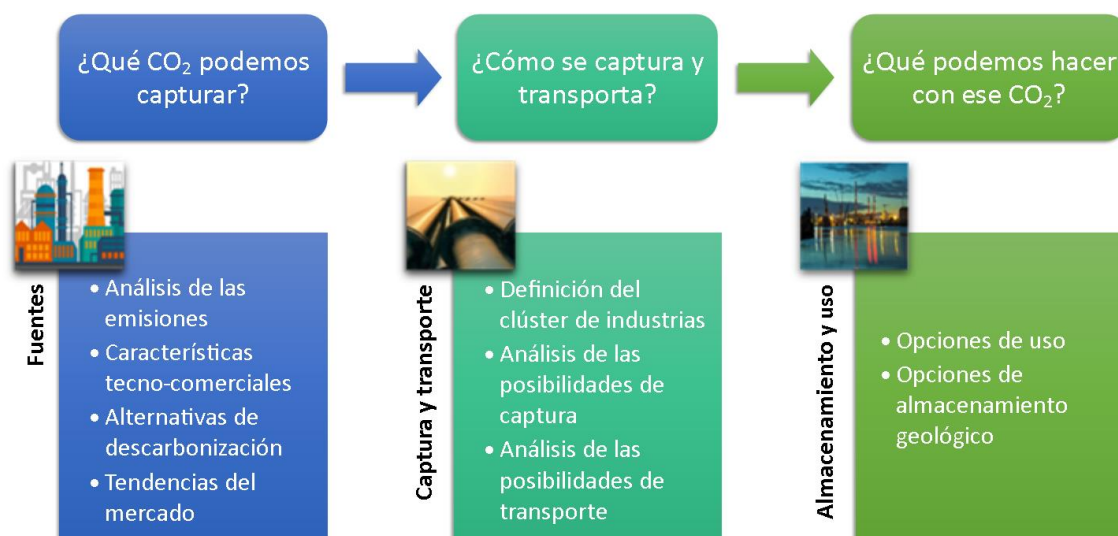 ¿Qué CO₂ podemos
capturar?
¿Cómo se captura y
transporta?
¿Qué podemos hacer
con ese CO₂?
Fuentes
• Análisis de las
emisiones
• Característicasticas
tecno-comerciales
• Alternativas de
descarbonización
• Tendencias del
mercado
Captura y transporte
• Definición del
clúster de industrias
• Análisis de las
posibilidades de
captura
• Análisis de las
posibilidades de
transporte
Almacenamiento y uso
• Opciones de uso
• Opciones de
almacenamiento
geológico